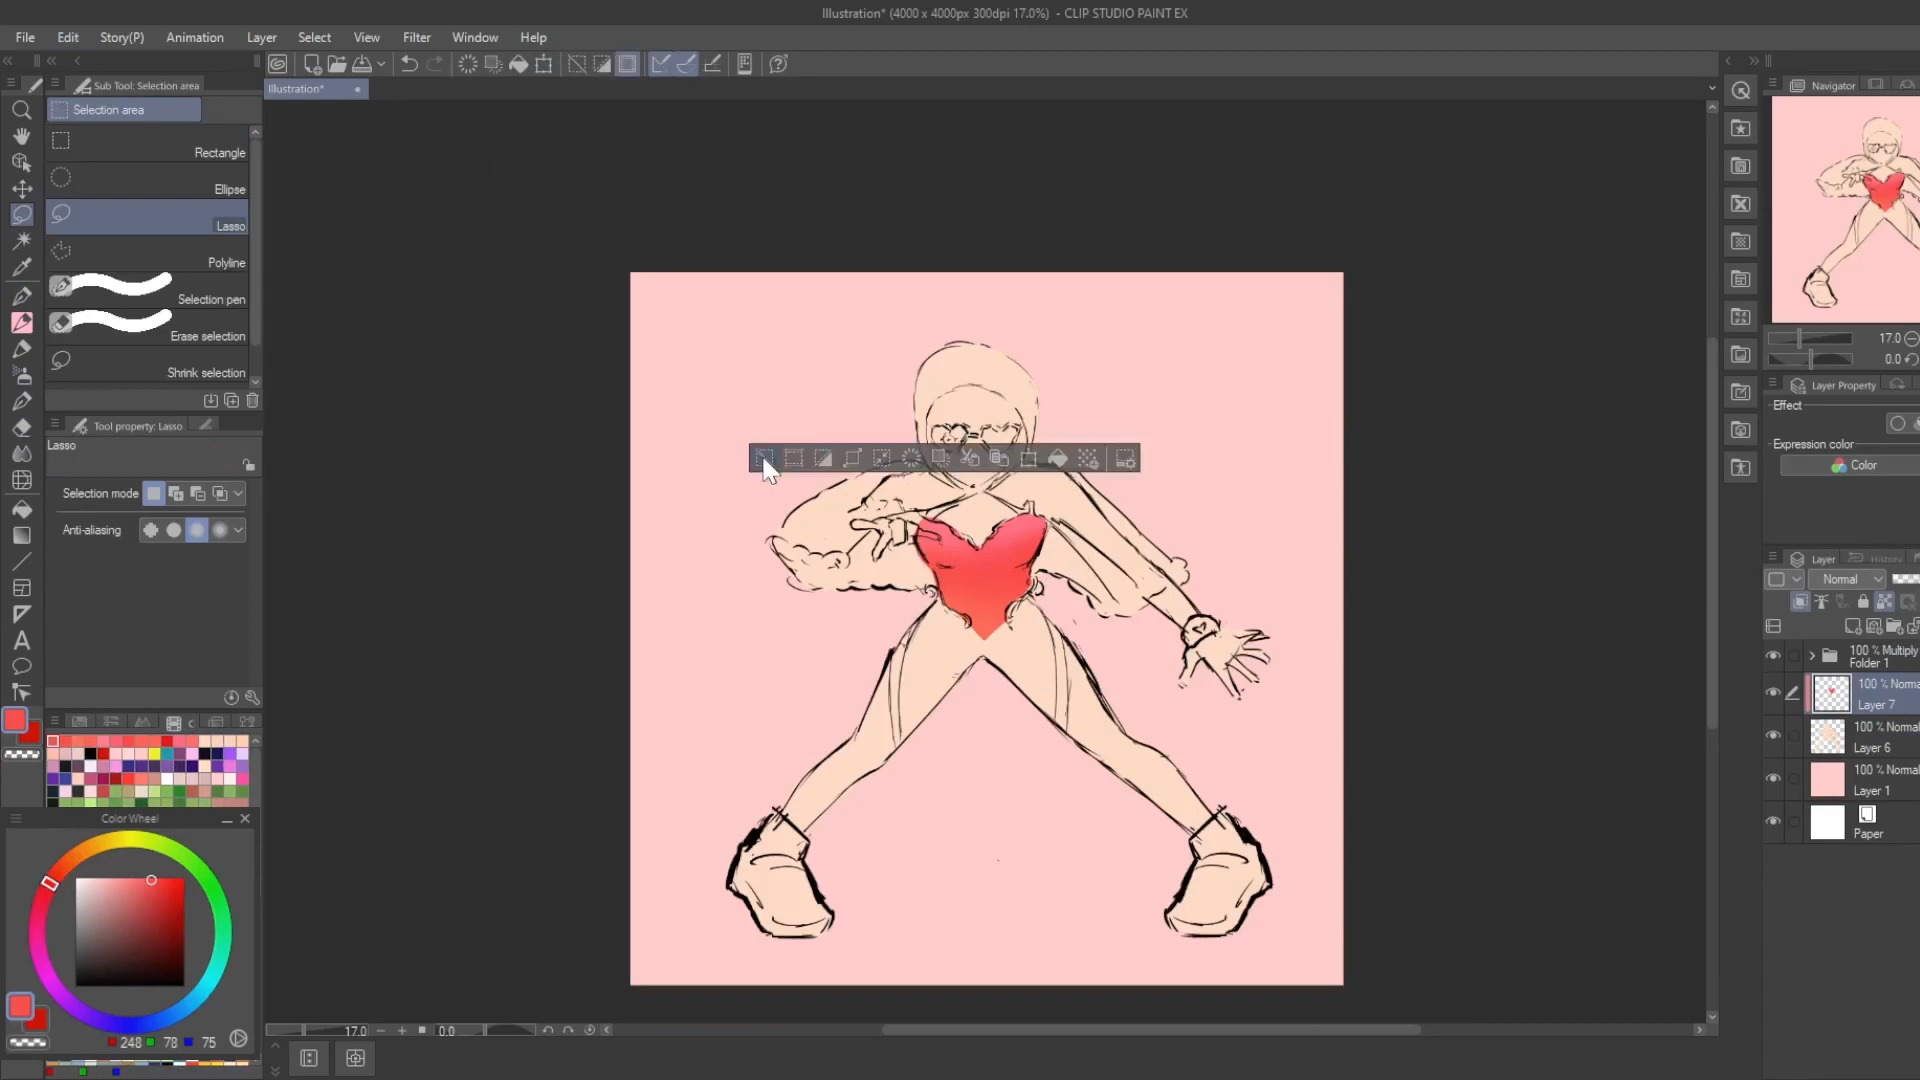 Illustration* (4000 x 4000px 300dpi 17.0%) - CLIP STUDIO PAINT EX
File Edit Story(P) Animation Layer Select View Filter Window Help
Sub Tool: Selection area
Illustration*
Navigator
Selection area
Rectangle
Ellipse
Lasso
Polyline
Selection pen
Erase selection
Shrink selection
17.0
0.0
Layer Property
Effect
Expression color
Color
Tool property: Lasso
Lasso
Selection mode
Anti-aliasing
Layer History
Normal
100 % Multiply
Folder 1
100 % Norma
Layer 7
100 % Normal
Layer 6
100 % Normal
Layer 1
Paper
Color Wheel
248 78 75
17.0 0.0